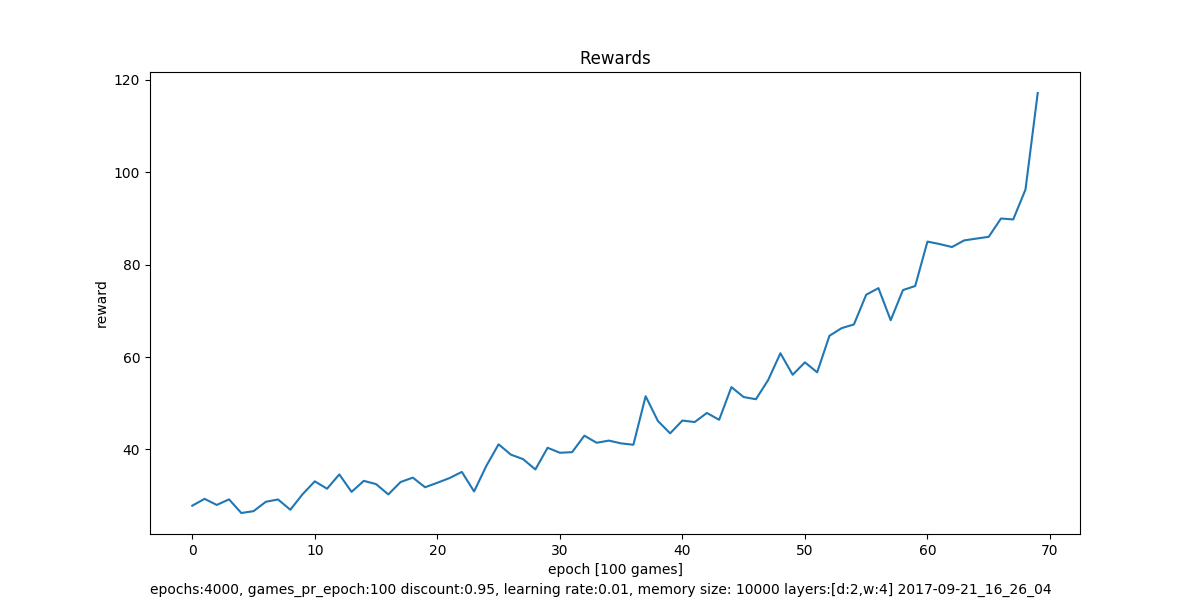 Rewards
120
100
80
60
40
reward
0 10 20 30 40 50 60 70
epoch [100 games]
epochs:4000, games_pr_epoch:100 discount:0.95, learning rate:0.01, memory size: 10000 layers:[d:2,w:4] 2017-09-21_16_26_04